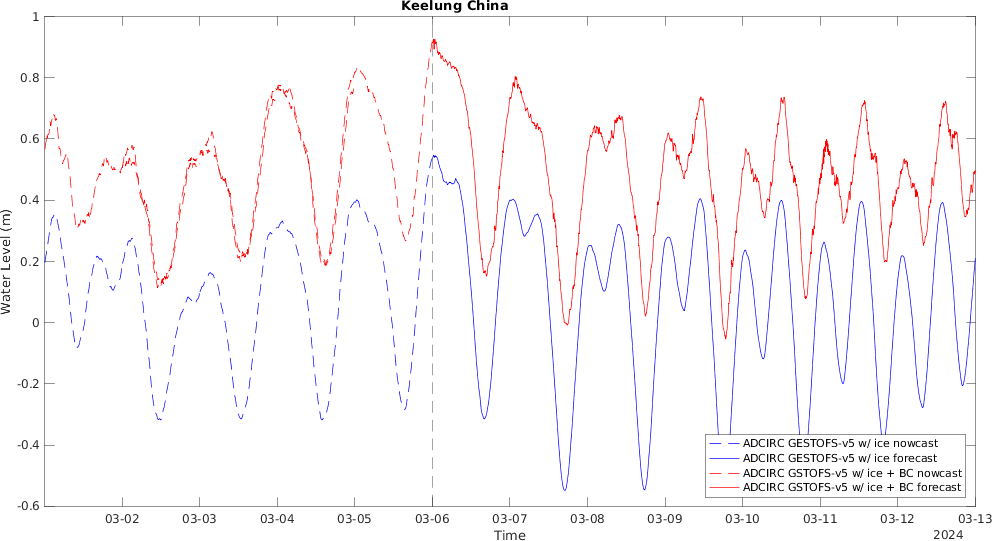 Keelung China
Water Level (m)
1
0.8
0.6
0.4
0.2
0
-0.2
-0.4
-0.6
ADCIRC GESTOFS-v5 w/ ice nowcast
ADCIRC GESTOFS-v5 w/ ice forecast
ADCIRC GSTOFS-v5 w/ ice + BC nowcast
ADCIRC GSTOFS-v5 w/ ice + BC forecast
03-02 03-03 03-04 03-05 03-06 03-07 03-08 03-09 03-10 03-11 03-12 03-13
Time
2024